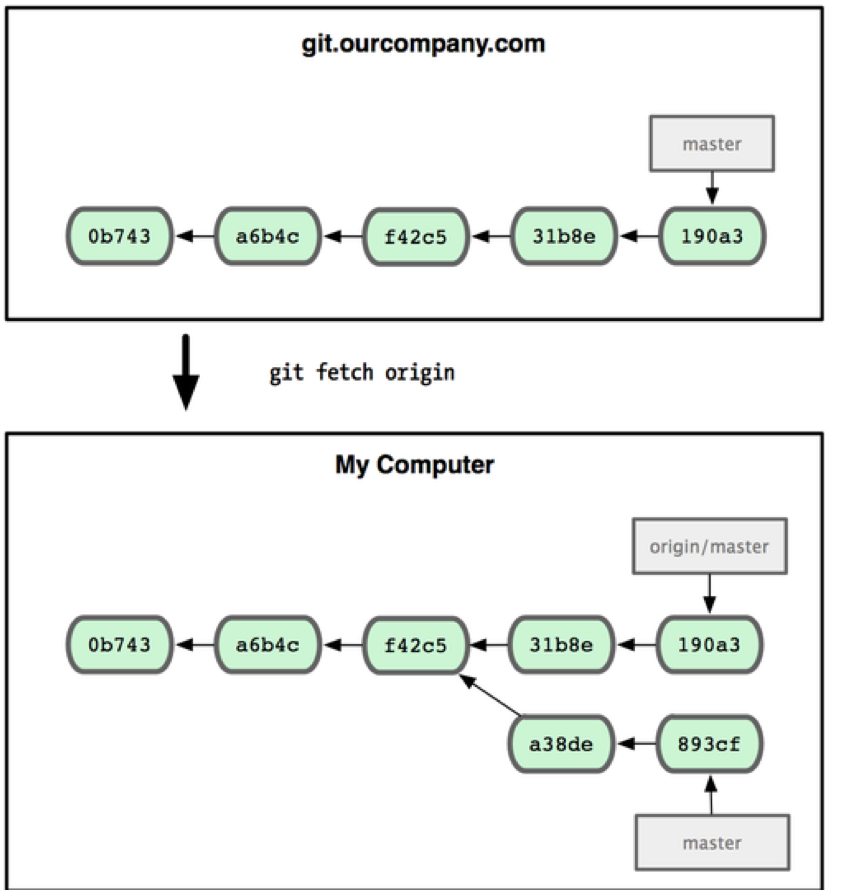 git.ourcompany.com
master
0b743 a6b4c f42c5 31b8e 190a3
git fetch origin
My Computer
origin/master
0b743 a6b4c f42c5 31b8e 190a3
a38de 893cf
master